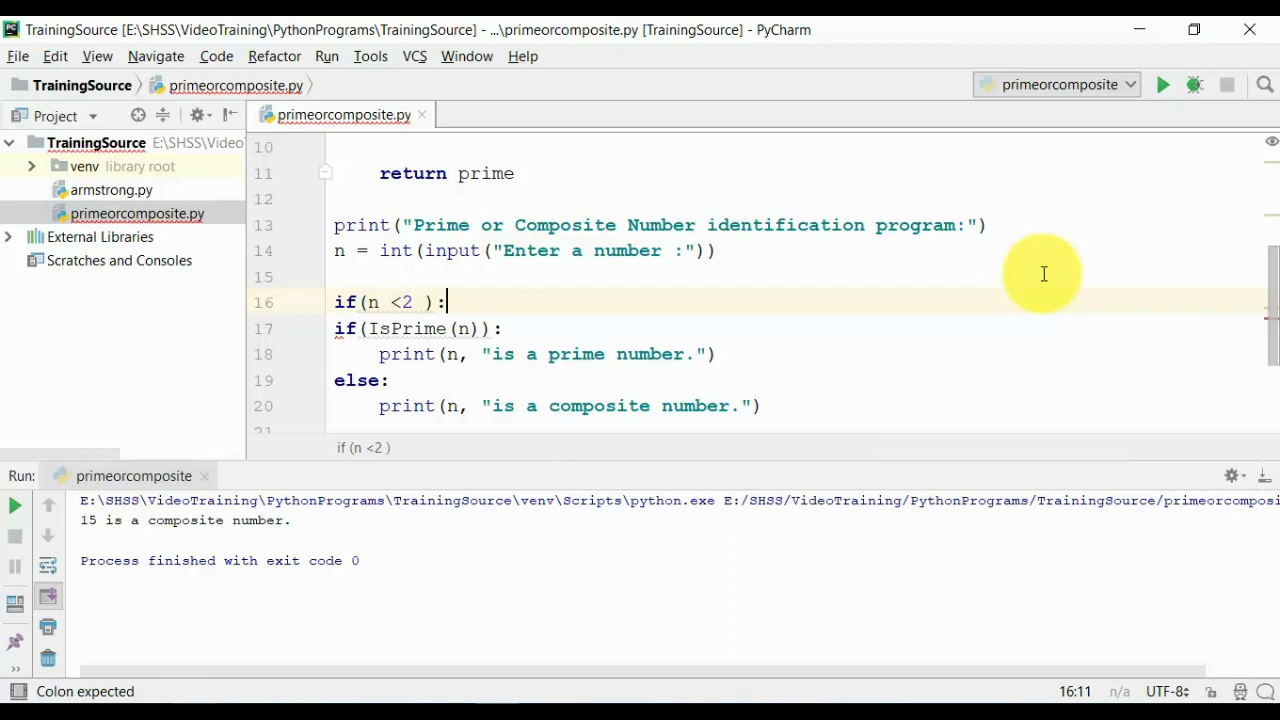 TrainingSource [E:\SHSS\VideoTraining\PythonPrograms\TrainingSource] - ...\primeorcomposite.py [TrainingSource] - PyCharm
File Edit View Navigate Code Refactor Run Tools VCS Window Help
TrainingSource primeorcomposite.py primeorcomposite
Project
primeorcomposite.py
TrainingSource E:\SHSS\Video
venv library root
armstrong.py
primeorcomposite.py
External Libraries
Scratches and Consoles
10
11 return prime
12
13 print("Prime or Composite Number identification program:")
14 n = int(input("Enter a number :"))
15
16 if(n <2 ):
17 if(IsPrime(n)):
18 print(n, "is a prime number.")
19 else:
20 print(n, "is a composite number.")
21
if (n <2 )
Run: primeorcomposite
E:\SHSS\VideoTraining\PythonPrograms\TrainingSource\venv\Scripts\python.exe E:/SHSS/VideoTraining/PythonPrograms/TrainingSource/primeorcomposi
15 is a composite number.
Process finished with exit code 0
Colon expected 16:11 n/a UTF-8